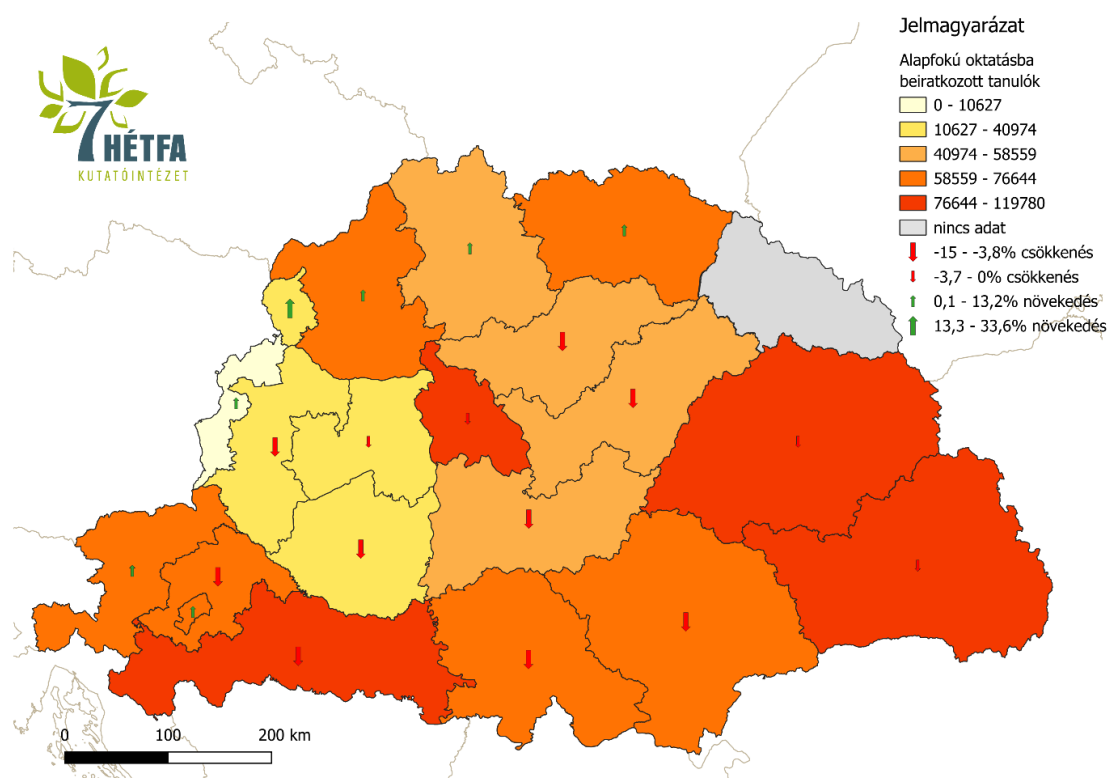 7 HÉTFA
KUTATÓINTÉZET
Jelmagyarázat
Alapfokú oktatásba
beiratkozott tanulók
0 - 10627
10627 - 40974
40974 - 58559
58559 - 76644
76644 - 119780
nincs adat
-15 - -3,8% csökkenés
-3,7 - 0% csökkenés
0,1 - 13,2% növekedés
13,3 - 33,6% növekedés
0 100 200 km